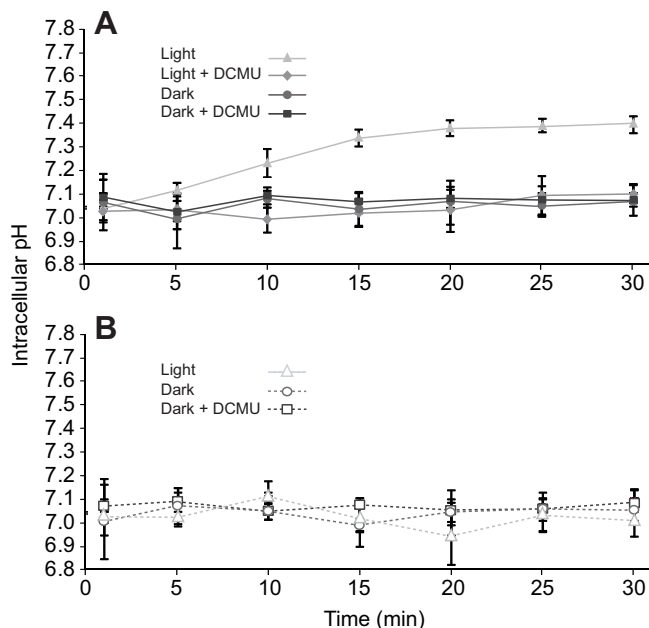 A
7.8
7.7
7.6
7.5
7.4
7.3
7.2
7.1
7.0
6.9
6.8
Light
Light + DCMU
Dark
Dark + DCMU
0 5 10 15 20 25 30
Intracellular pH
B
7.8
7.7
7.6
7.5
7.4
7.3
7.2
7.1
7.0
6.9
6.8
Light
Dark
Dark + DCMU
0 5 10 15 20 25 30
Time (min)